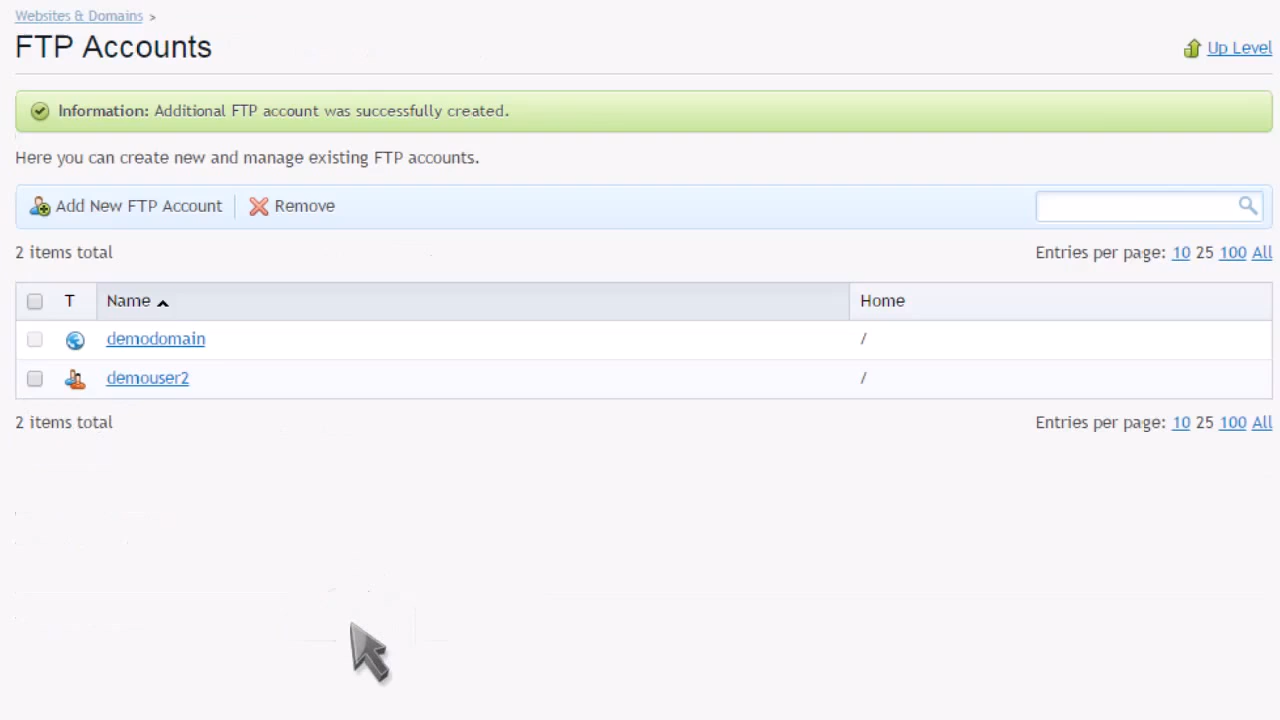 Websites & Domains >
FTP Accounts
Up Level
Information: Additional FTP account was successfully created.
Here you can create new and manage existing FTP accounts.
Add New FTP Account Remove
2 items total Entries per page: 10 25 100 All
T Name Home
demodomain /
demouser2 /
2 items total Entries per page: 10 25 100 All